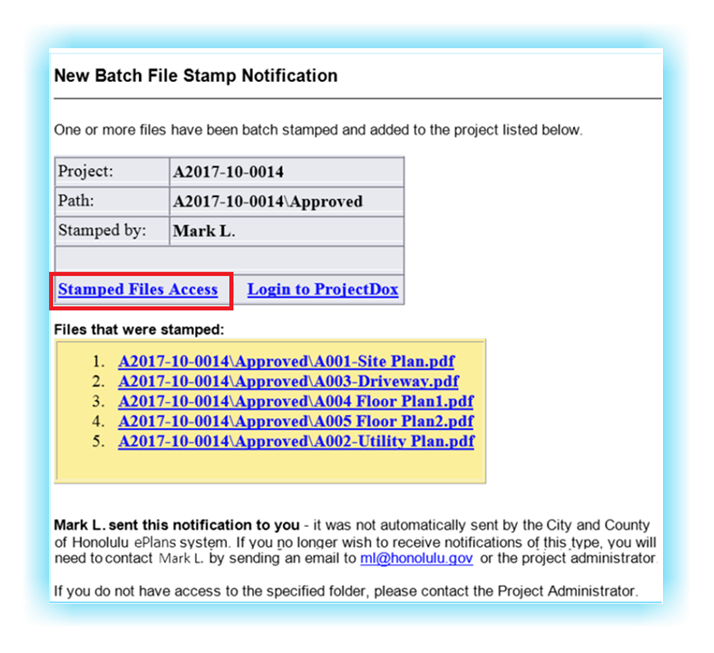 New Batch File Stamp Notification
One or more files have been batch stamped and added to the project listed below.
Project: A2017-10-0014
Path: A2017-10-0014\Approved
Stamped by: Mark L.
Stamped Files Access Login to ProjectDox
Files that were stamped:
1. A2017-10-0014\Approved\A001-Site Plan.pdf
2. A2017-10-0014\Approved\A003-Driveway.pdf
3. A2017-10-0014\Approved\A004 Floor Plan1.pdf
4. A2017-10-0014\Approved\A005 Floor Plan2.pdf
5. A2017-10-0014\Approved\A002-Utility Plan.pdf
Mark L. sent this notification to you - it was not automatically sent by the City and County
of Honolulu ePlans system. If you no longer wish to receive notifications of this type, you will
need to contact Mark L. by sending an email to ml@honolulu.gov or the project administrator
If you do not have access to the specified folder, please contact the Project Administrator.